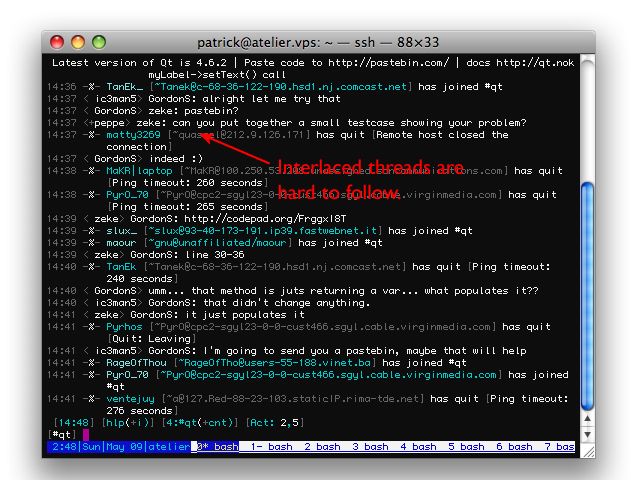 patrick@atelier.vps: ~ — ssh — 88×33
Latest version of Qt is 4.6.2 | Paste code to http://pastebin.com/ | docs http://qt.nok
myLabel->setText() call
14:36 -%- TanEk_ [~Tanek@c-68-36-122-190.hsd1.nj.comcast.net] has joined #qt
14:37 < ic3man5> GordonS: alright let me try that
14:37 < GordonS> zeke: pastebin?
14:37 <+peppe> zeke: can you put together a small testcase showing your problem?
14:37 -%- matty3269 [~quassel@212.9.126.171] has quit [Remote host closed the
connection]
14:37 < GordonS> indeed :)
14:38 -%- MaKR|laptop [~MaKR@100.250.53. has quit
[Ping timeout: 260 seconds]
14:38 -%- PyrO_70 [~PyrO@cpc2-sgyl23-0-0-cust466.sgyl.cable.virginmedia.com] has quit
[Ping timeout: 265 seconds]
14:39 < zeke> GordonS: http://codepad.org/FrggxI8T
14:39 -%- slux_ [~slux@93-40-173-191.ip39.fastwebnet.it] has joined #qt
14:39 -%- maour [~gnu@unaffiliated/maour] has joined #qt
14:39 < zeke> GordonS: line 30-36
14:40 -%- TanEk [~Tanek@c-68-36-122-190.hsd1.nj.comcast.net] has quit [Ping timeout:
240 seconds]
14:40 < GordonS> umm... that method is juts returning a var... what populates it??
14:40 < ic3man5> GordonS: that didn't change anything.
14:41 < zeke> GordonS: it just populates it
14:41 -%- Pyrhos [~PyrO@cpc2-sgyl23-0-0-cust466.sgyl.cable.virginmedia.com] has quit
[Quit: Leaving]
14:41 < ic3man5> GordonS: I'm going to send you a pastebin, maybe that will help
14:41 -%- RageOfThou [~RageOfTho@users-55-188.vinet.ba] has joined #qt
14:41 -%- PyrO_70 [~PyrO@cpc2-sgyl23-0-0-cust466.sgyl.cable.virginmedia.com] has joined
#qt
14:41 -%- ventejuy [~a@127.Red-88-23-103.staticIP.rima-tde.net] has quit [Ping timeout:
276 seconds]
[14:48] [hlp(+i)] [4:#qt(+cnt)] [Act: 2,5]
[#qt]
2:48|Sun|May 09|atelier 0* bash 1- bash 2 bash 3 bash 4 bash 5 bash 6 bash 7 bas
Interlaced threads are
hard to follow